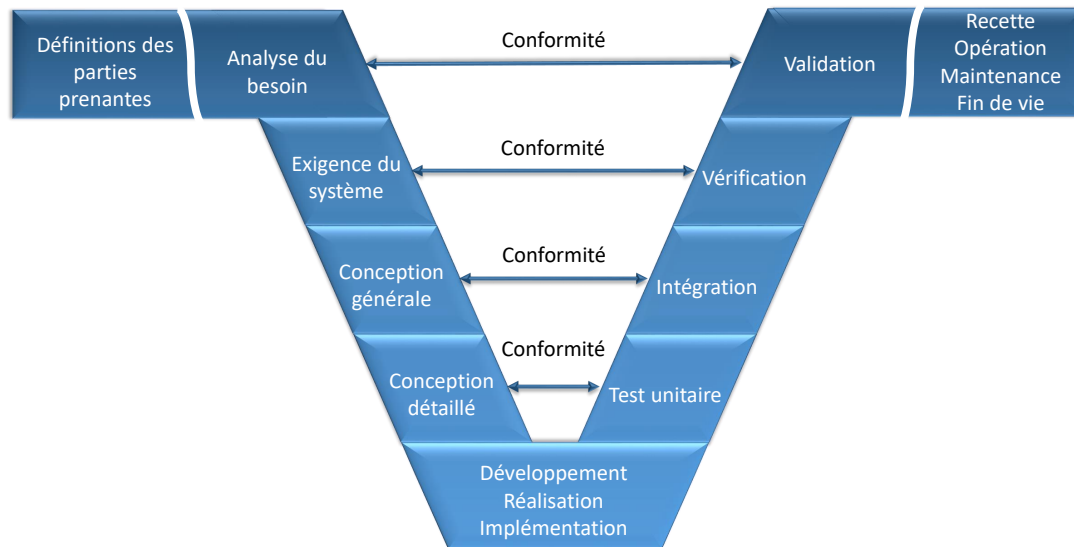 Définitions des
parties
prenantes
Analyse du
besoin
Conformité
Validation
Recette
Opération
Maintenance
Fin de vie
Exigence du
système
Conformité
Vérification
Conception
générale
Conformité
Intégration
Conception
détaillé
Conformité
Test unitaire
Développement
Réalisation
Implémentation